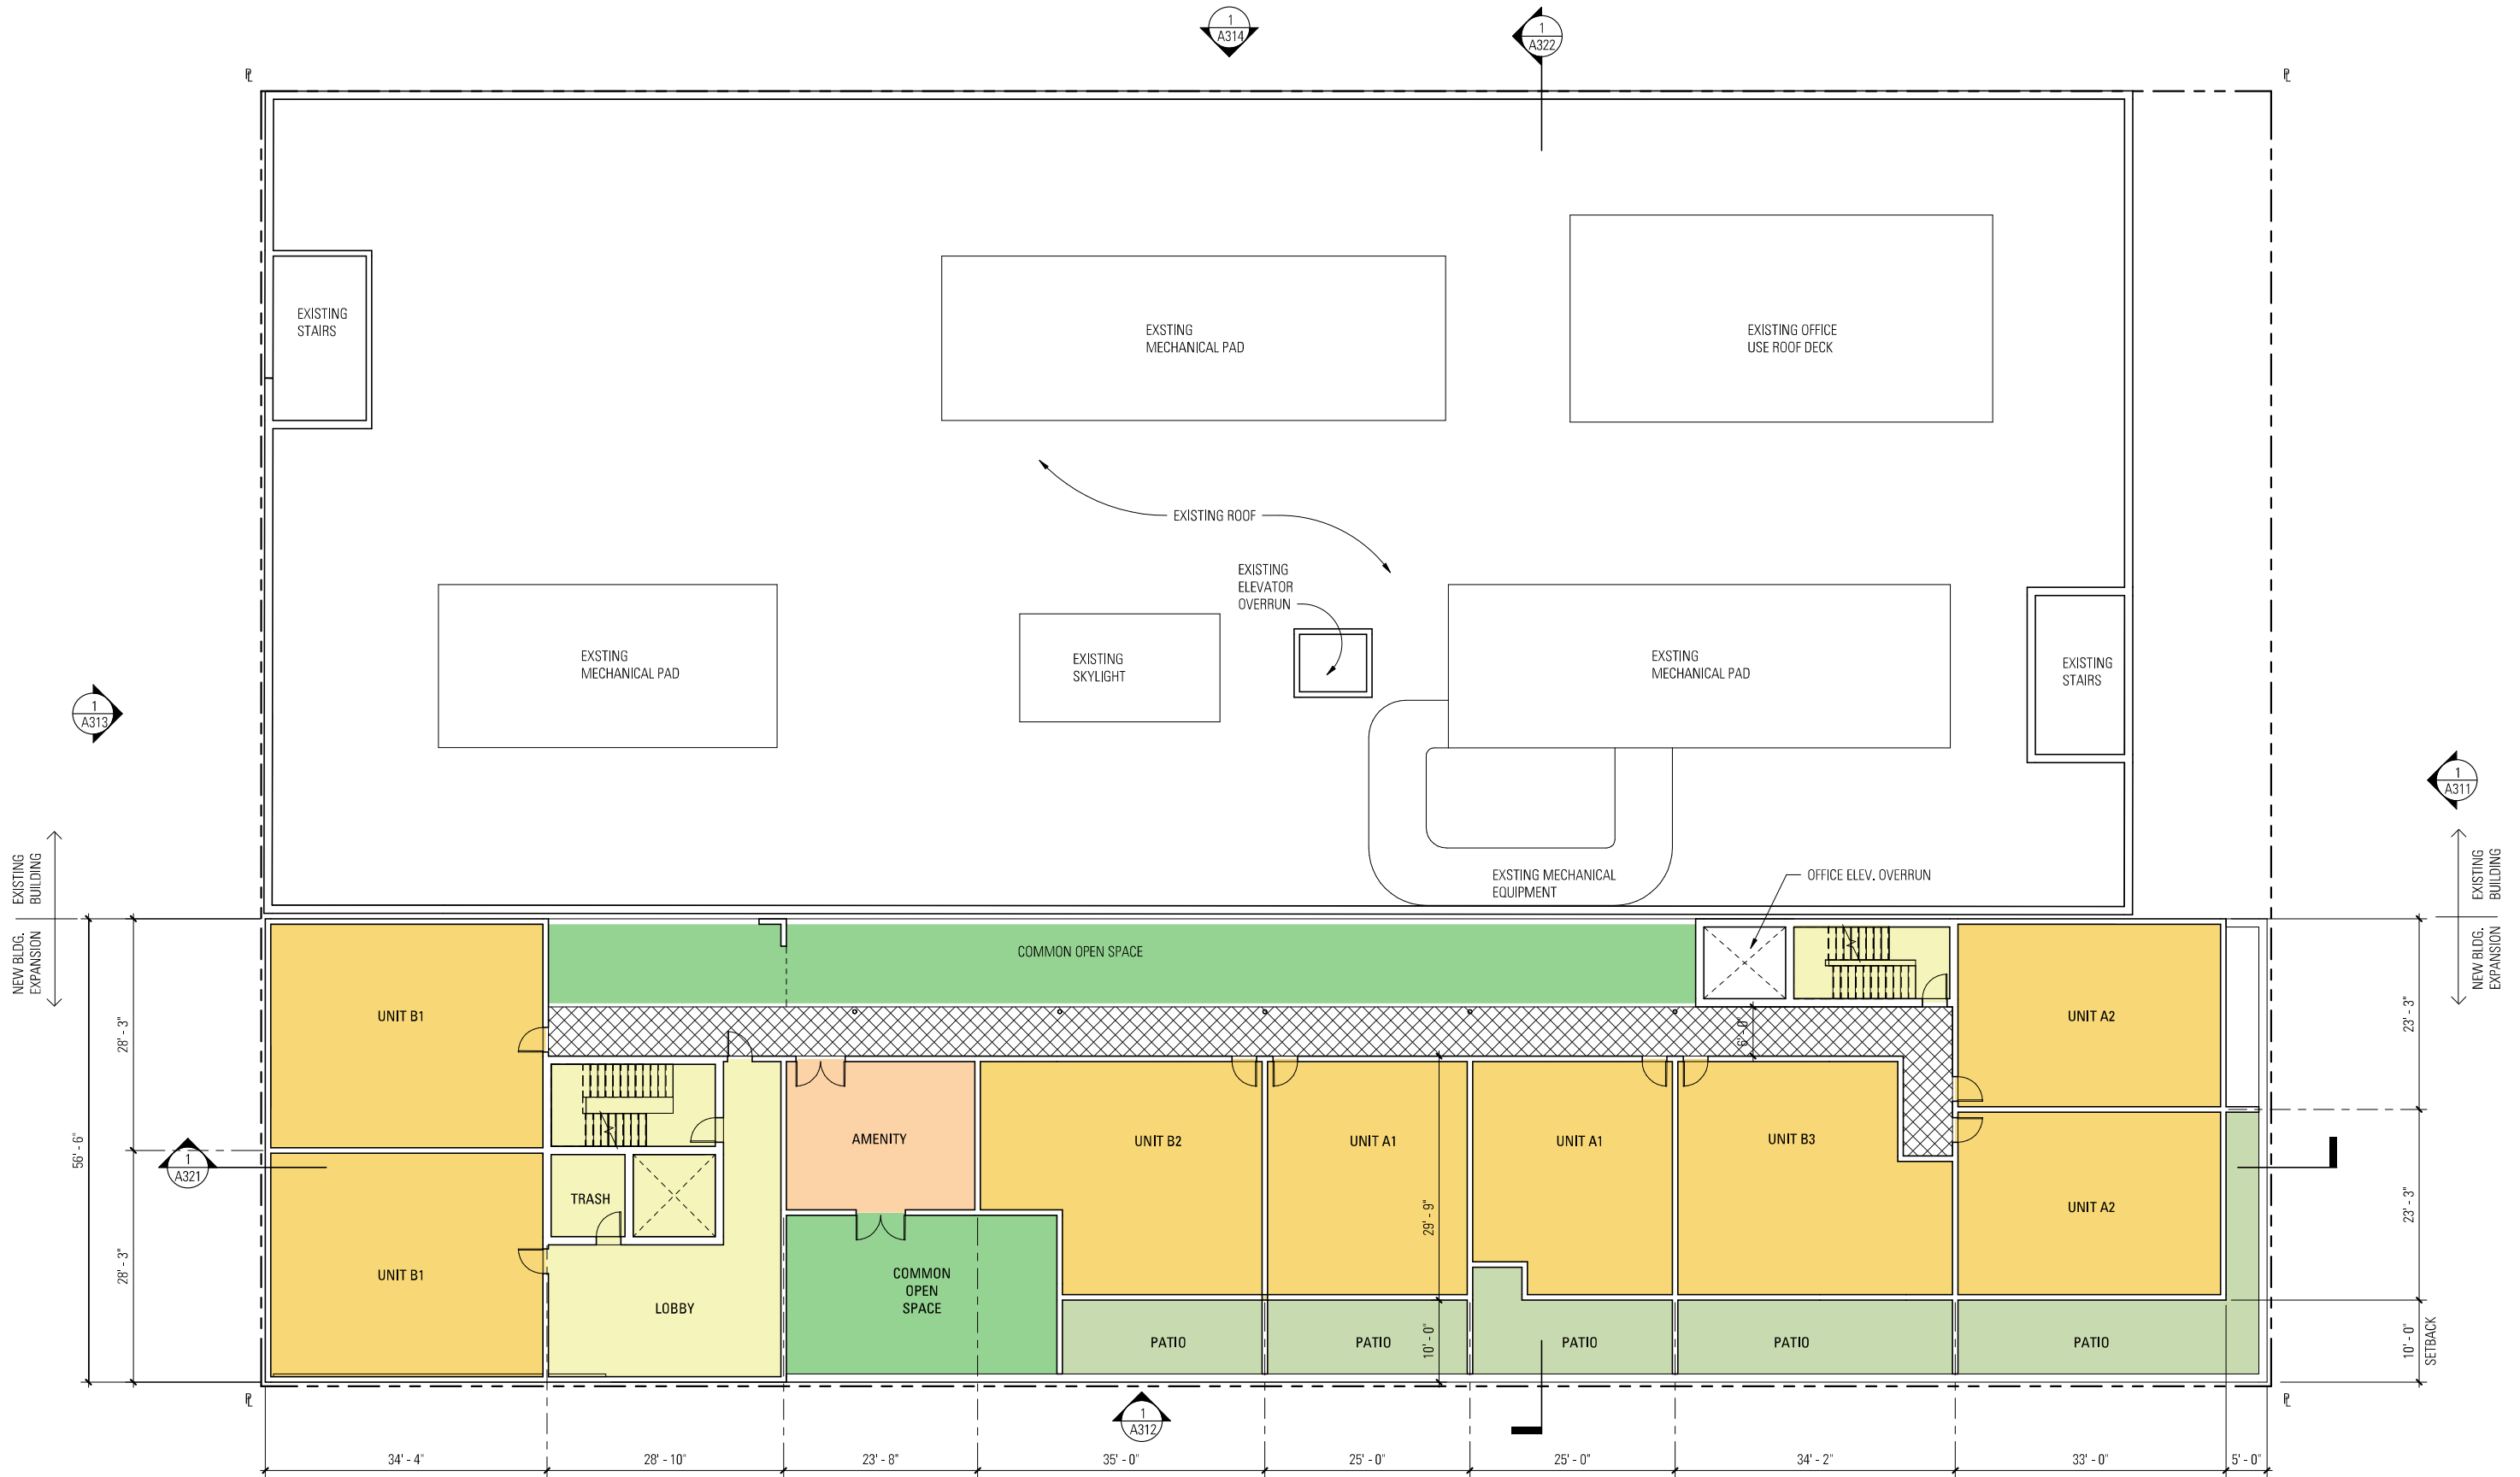 1
A314
1
A322
PL
PL
EXISTING
STAIRS
EXSTING
MECHANICAL PAD
EXISTING OFFICE
USE ROOF DECK
EXISTING ROOF
EXISTING
ELEVATOR
OVERRUN
EXSTING
MECHANICAL PAD
EXISTING
SKYLIGHT
EXSTING
MECHANICAL PAD
EXISTING
STAIRS
1
A313
1
A311
EXISTING
BUILDING
EXSTING MECHANICAL
EQUIPMENT
OFFICE ELEV. OVERRUN
EXISTING
BUILDING
NEW BLDG.
EXPANSION
COMMON OPEN SPACE
NEW BLDG.
EXPANSION
UNIT B1
UNIT A2
28' - 3"
6' - 0"
23' - 3"
56' - 6"
AMENITY
UNIT B2
UNIT A1
UNIT A1
UNIT B3
1
A321
TRASH
UNIT A2
29' - 9"
23' - 3"
28' - 3"
UNIT B1
COMMON
OPEN
SPACE
LOBBY
PATIO
PATIO
10' - 0"
PATIO
PATIO
PATIO
10' - 0"
SETBACK
PL
PL
1
A312
34' - 4"
28' - 10"
23' - 8"
35' - 0"
25' - 0"
25' - 0"
34' - 2"
33' - 0"
5' - 0"